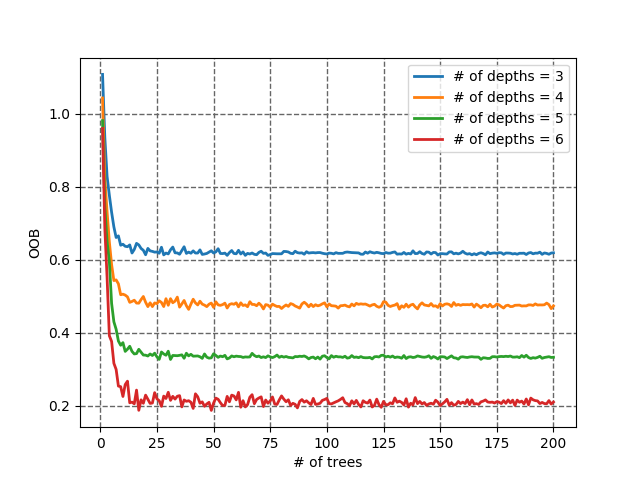 # of depths = 3
# of depths = 4
# of depths = 5
# of depths = 6
1.0
0.8
0.6
0.4
0.2
OOB
0 25 50 75 100 125 150 175 200
# of trees